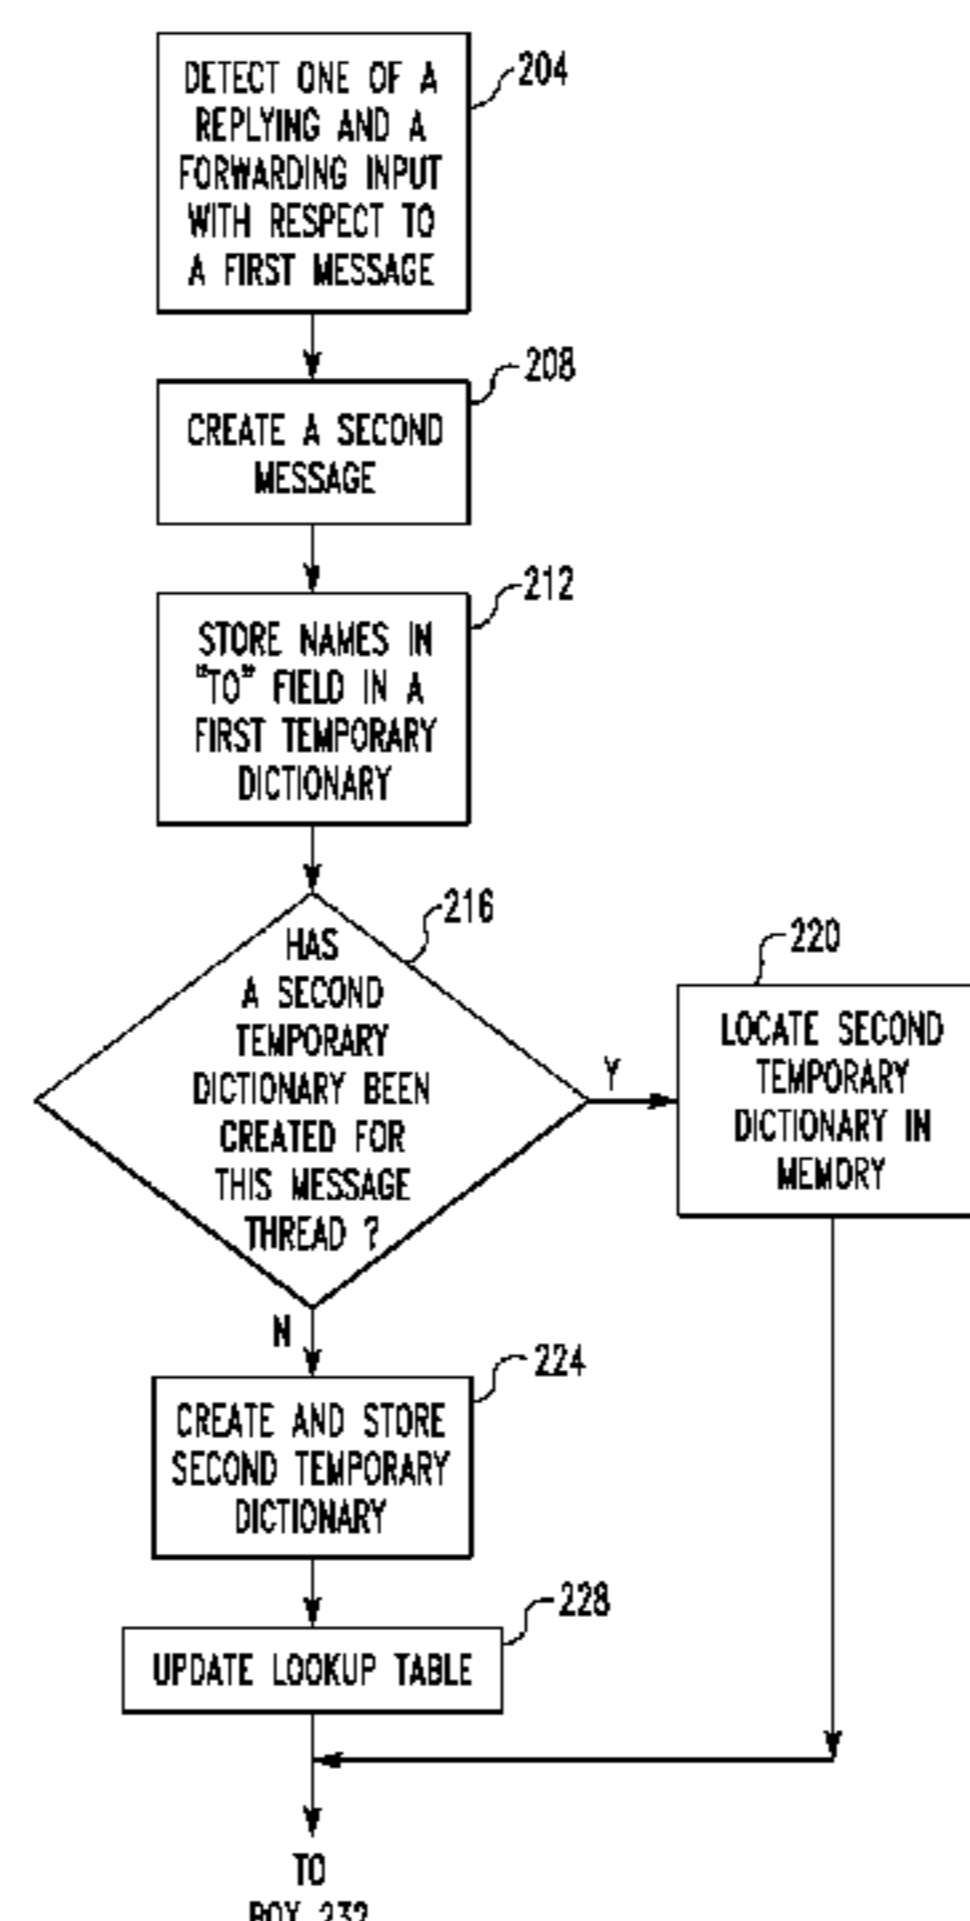 DETECT ONE OF A
REPLYING AND A
FORWARDING INPUT
WITH RESPECT TO
A FIRST MESSAGE
204
CREATE A SECOND
MESSAGE
208
STORE NAMES IN
"TO" FIELD IN A
FIRST TEMPORARY
DICTIONARY
212
HAS
A SECOND
TEMPORARY
DICTIONARY BEEN
CREATED FOR
THIS MESSAGE
THREAD ?
216
Y
LOCATE SECOND
TEMPORARY
DICTIONARY IN
MEMORY
220
N
CREATE AND STORE
SECOND TEMPORARY
DICTIONARY
224
UPDATE LOOKUP TABLE
228
TO
BOX 232